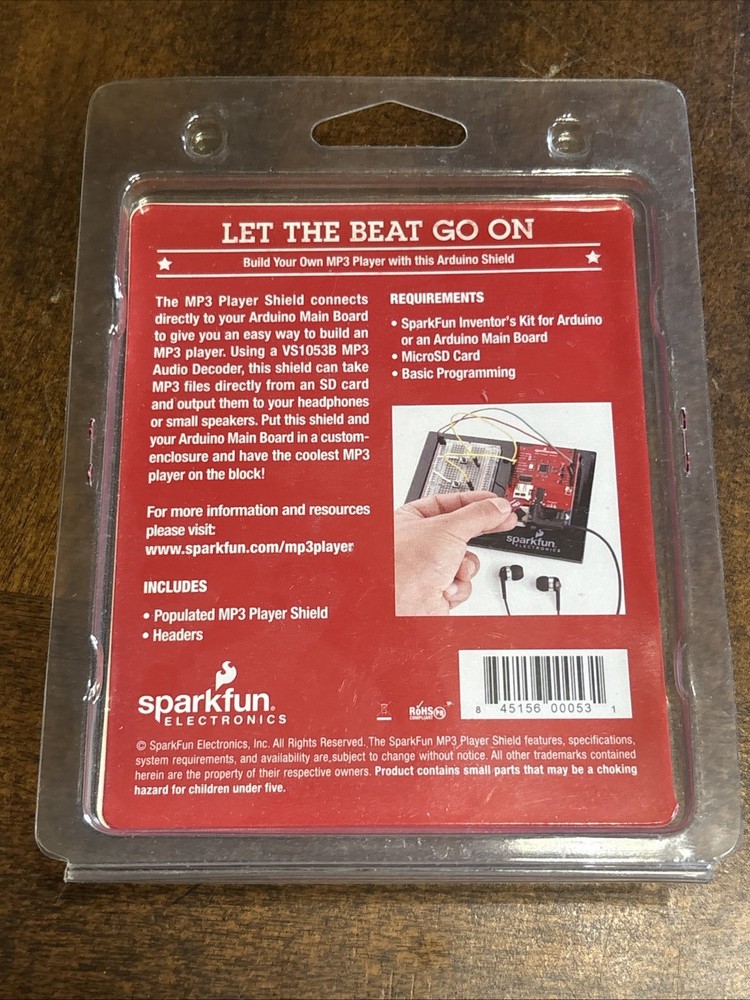 LET THE BEAT GO ON
Build Your Own MP3 Player with this Arduino Shield
The MP3 Player Shield connects
directly to your Arduino Main Board
to give you an easy way to build an
MP3 player. Using a VS1053B MP3
Audio Decoder, this shield can take
MP3 files directly from an SD card
and output them to your headphones
or small speakers. Put this shield and
your Arduino Main Board in a custom-
enclosure and have the coolest MP3
player on the block!
For more information and resources
please visit:
www.sparkfun.com/mp3player
INCLUDES
• Populated MP3 Player Shield
• Headers
REQUIREMENTS
• SparkFun Inventor's Kit for Arduino
or an Arduino Main Board
• MicroSD Card
• Basic Programming
sparkfun
ELECTRONICS
sparkfun.
ELECTRONICS
RoHS
COMPLIANT
Pb
8 45156 00053 1
© SparkFun Electronics, Inc. All Rights Reserved. The SparkFun MP3 Player Shield features, specifications,
system requirements, and availability are subject to change without notice. All other trademarks contained
herein are the property of their respective owners. Product contains small parts that may be a choking
hazard for children under five.